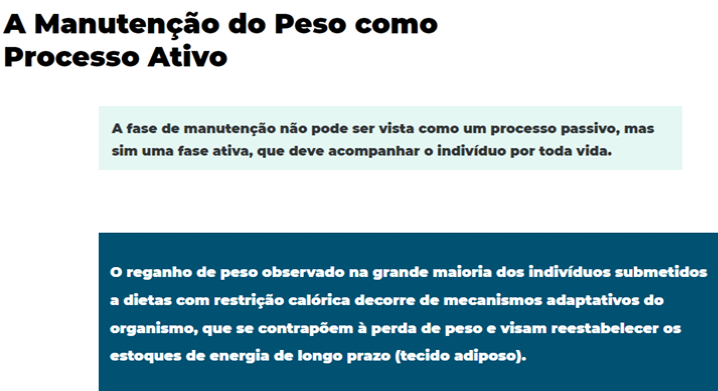 A Manutenção do Peso como
Processo Ativo
A fase de manutenção não pode ser vista como um processo passivo, mas
sim uma fase ativa, que deve acompanhar o indivíduo por toda vida.
O reganho de peso observado na grande maioria dos indivíduos submetidos
a dietas com restrição calórica decorre de mecanismos adaptativos do
organismo, que se contrapõem à perda de peso e visam reestabelecer os
estoques de energia de longo prazo (tecido adiposo).